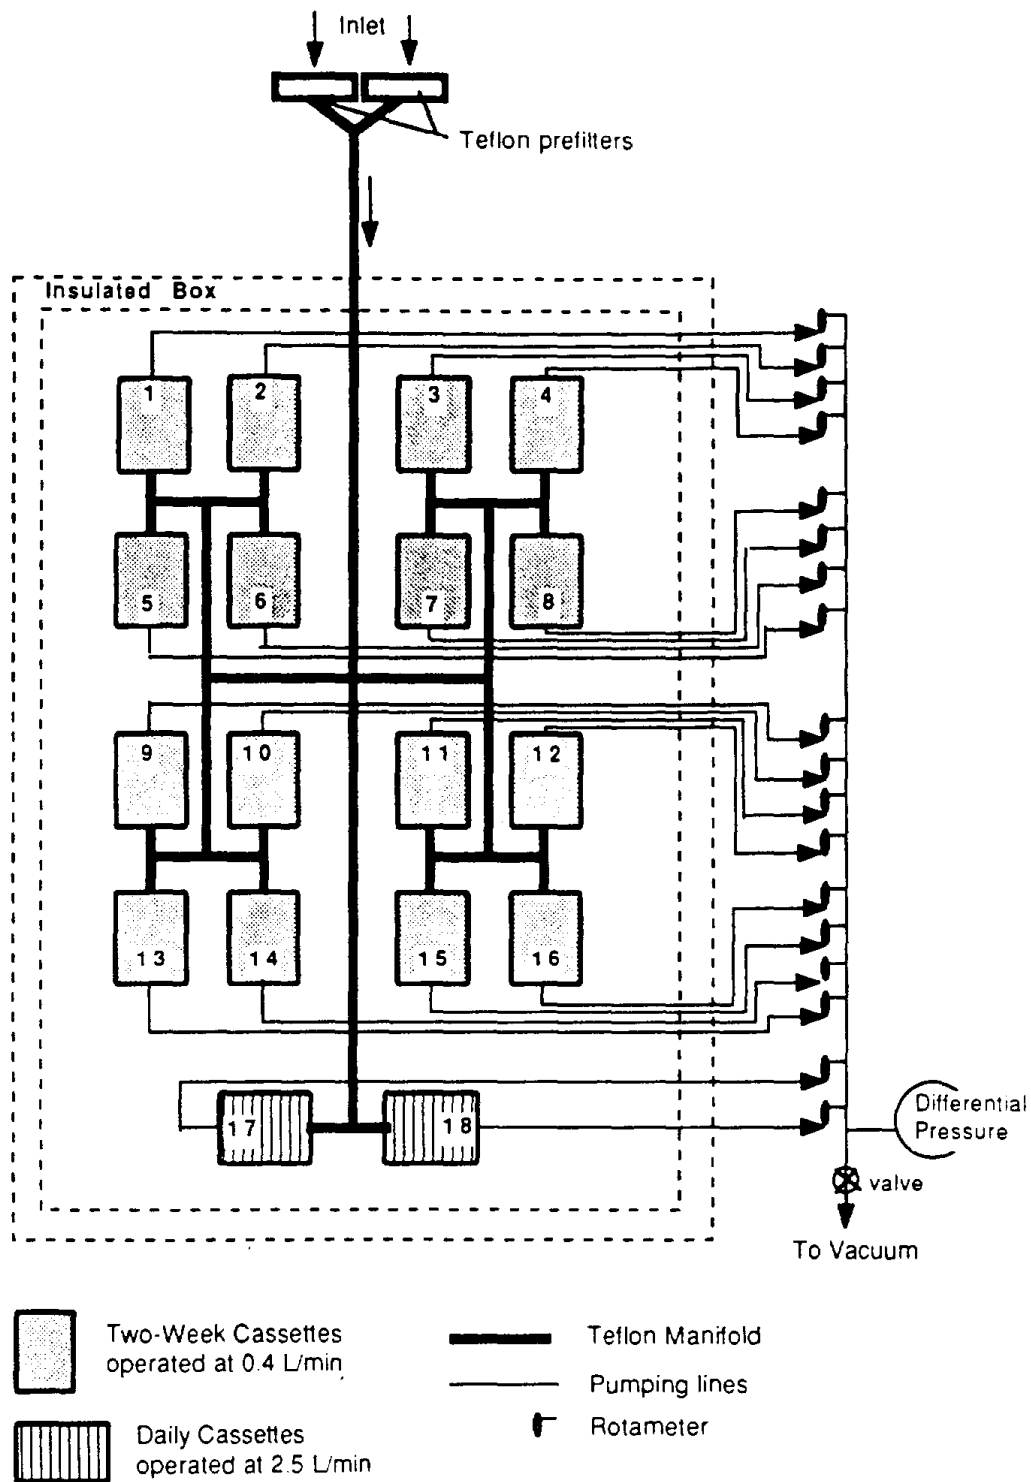 Inlet
Teflon prefilters
Insulated Box
1 2 3 4
5 6 7 8
9 10 11 12
13 14 15 16
17 18
Differential
Pressure
valve
To Vacuum
Two-Week Cassettes
operated at 0.4 L/min
Teflon Manifold
Pumping lines
Rotameter
Daily Cassettes
operated at 2.5 L/min